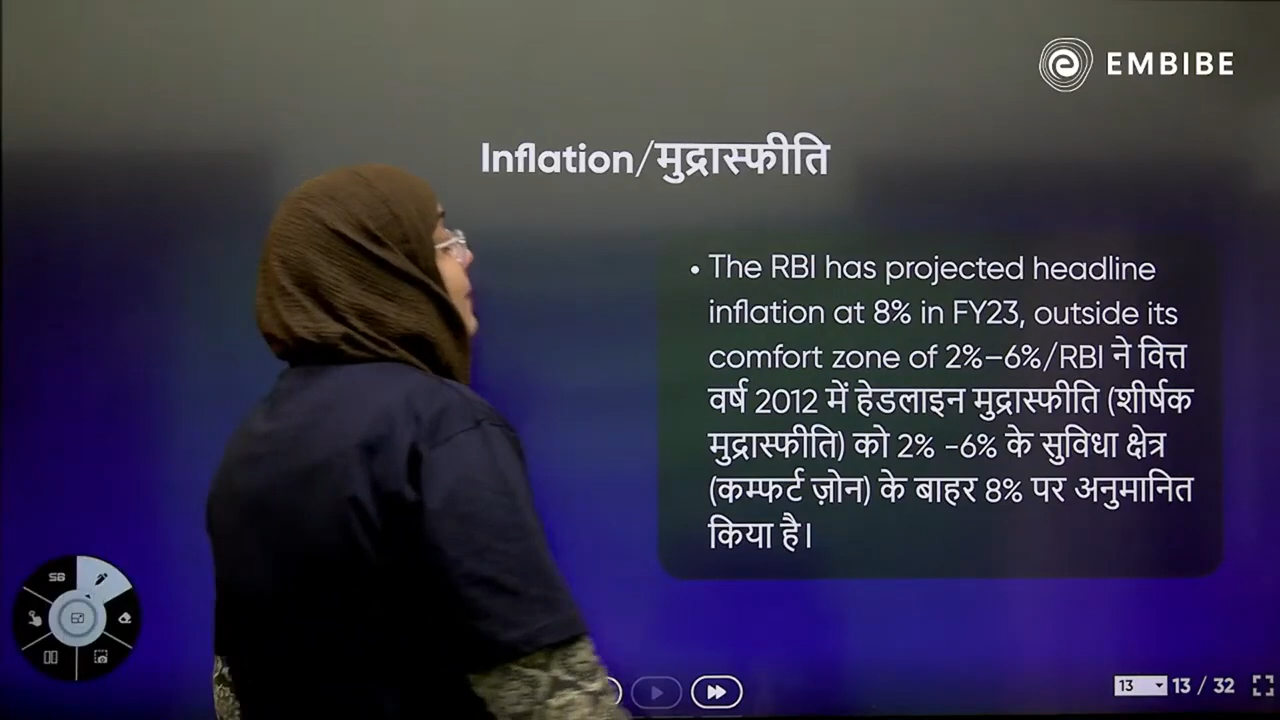 EMBIBE
Inflation/मुद्रास्फीति
• The RBI has projected headline
inflation at 8% in FY23, outside its
comfort zone of 2%–6%/RBI ने वित्त
वर्ष 2012 में हेडलाइन मुद्रास्फीति (शीर्षक
मुद्रास्फीति) को 2% -6% के सुविधा क्षेत्र
(कम्फर्ट ज़ोन) के बाहर 8% पर अनुमानित
किया है।
SB
13 13 / 32